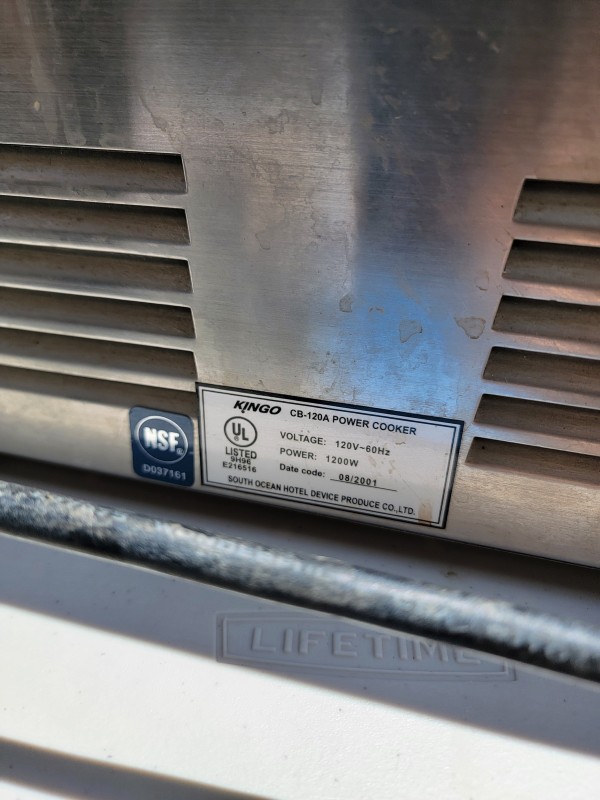 KINGO CB-120A POWER COOKER
UL
LISTED
9H96
E216516
VOLTAGE: 120V~60Hz
POWER: 1200W
Date code: 08/2001
SOUTH OCEAN HOTEL DEVICE PRODUCE CO.,LTD.
NSF®
D037161
LIFETIME